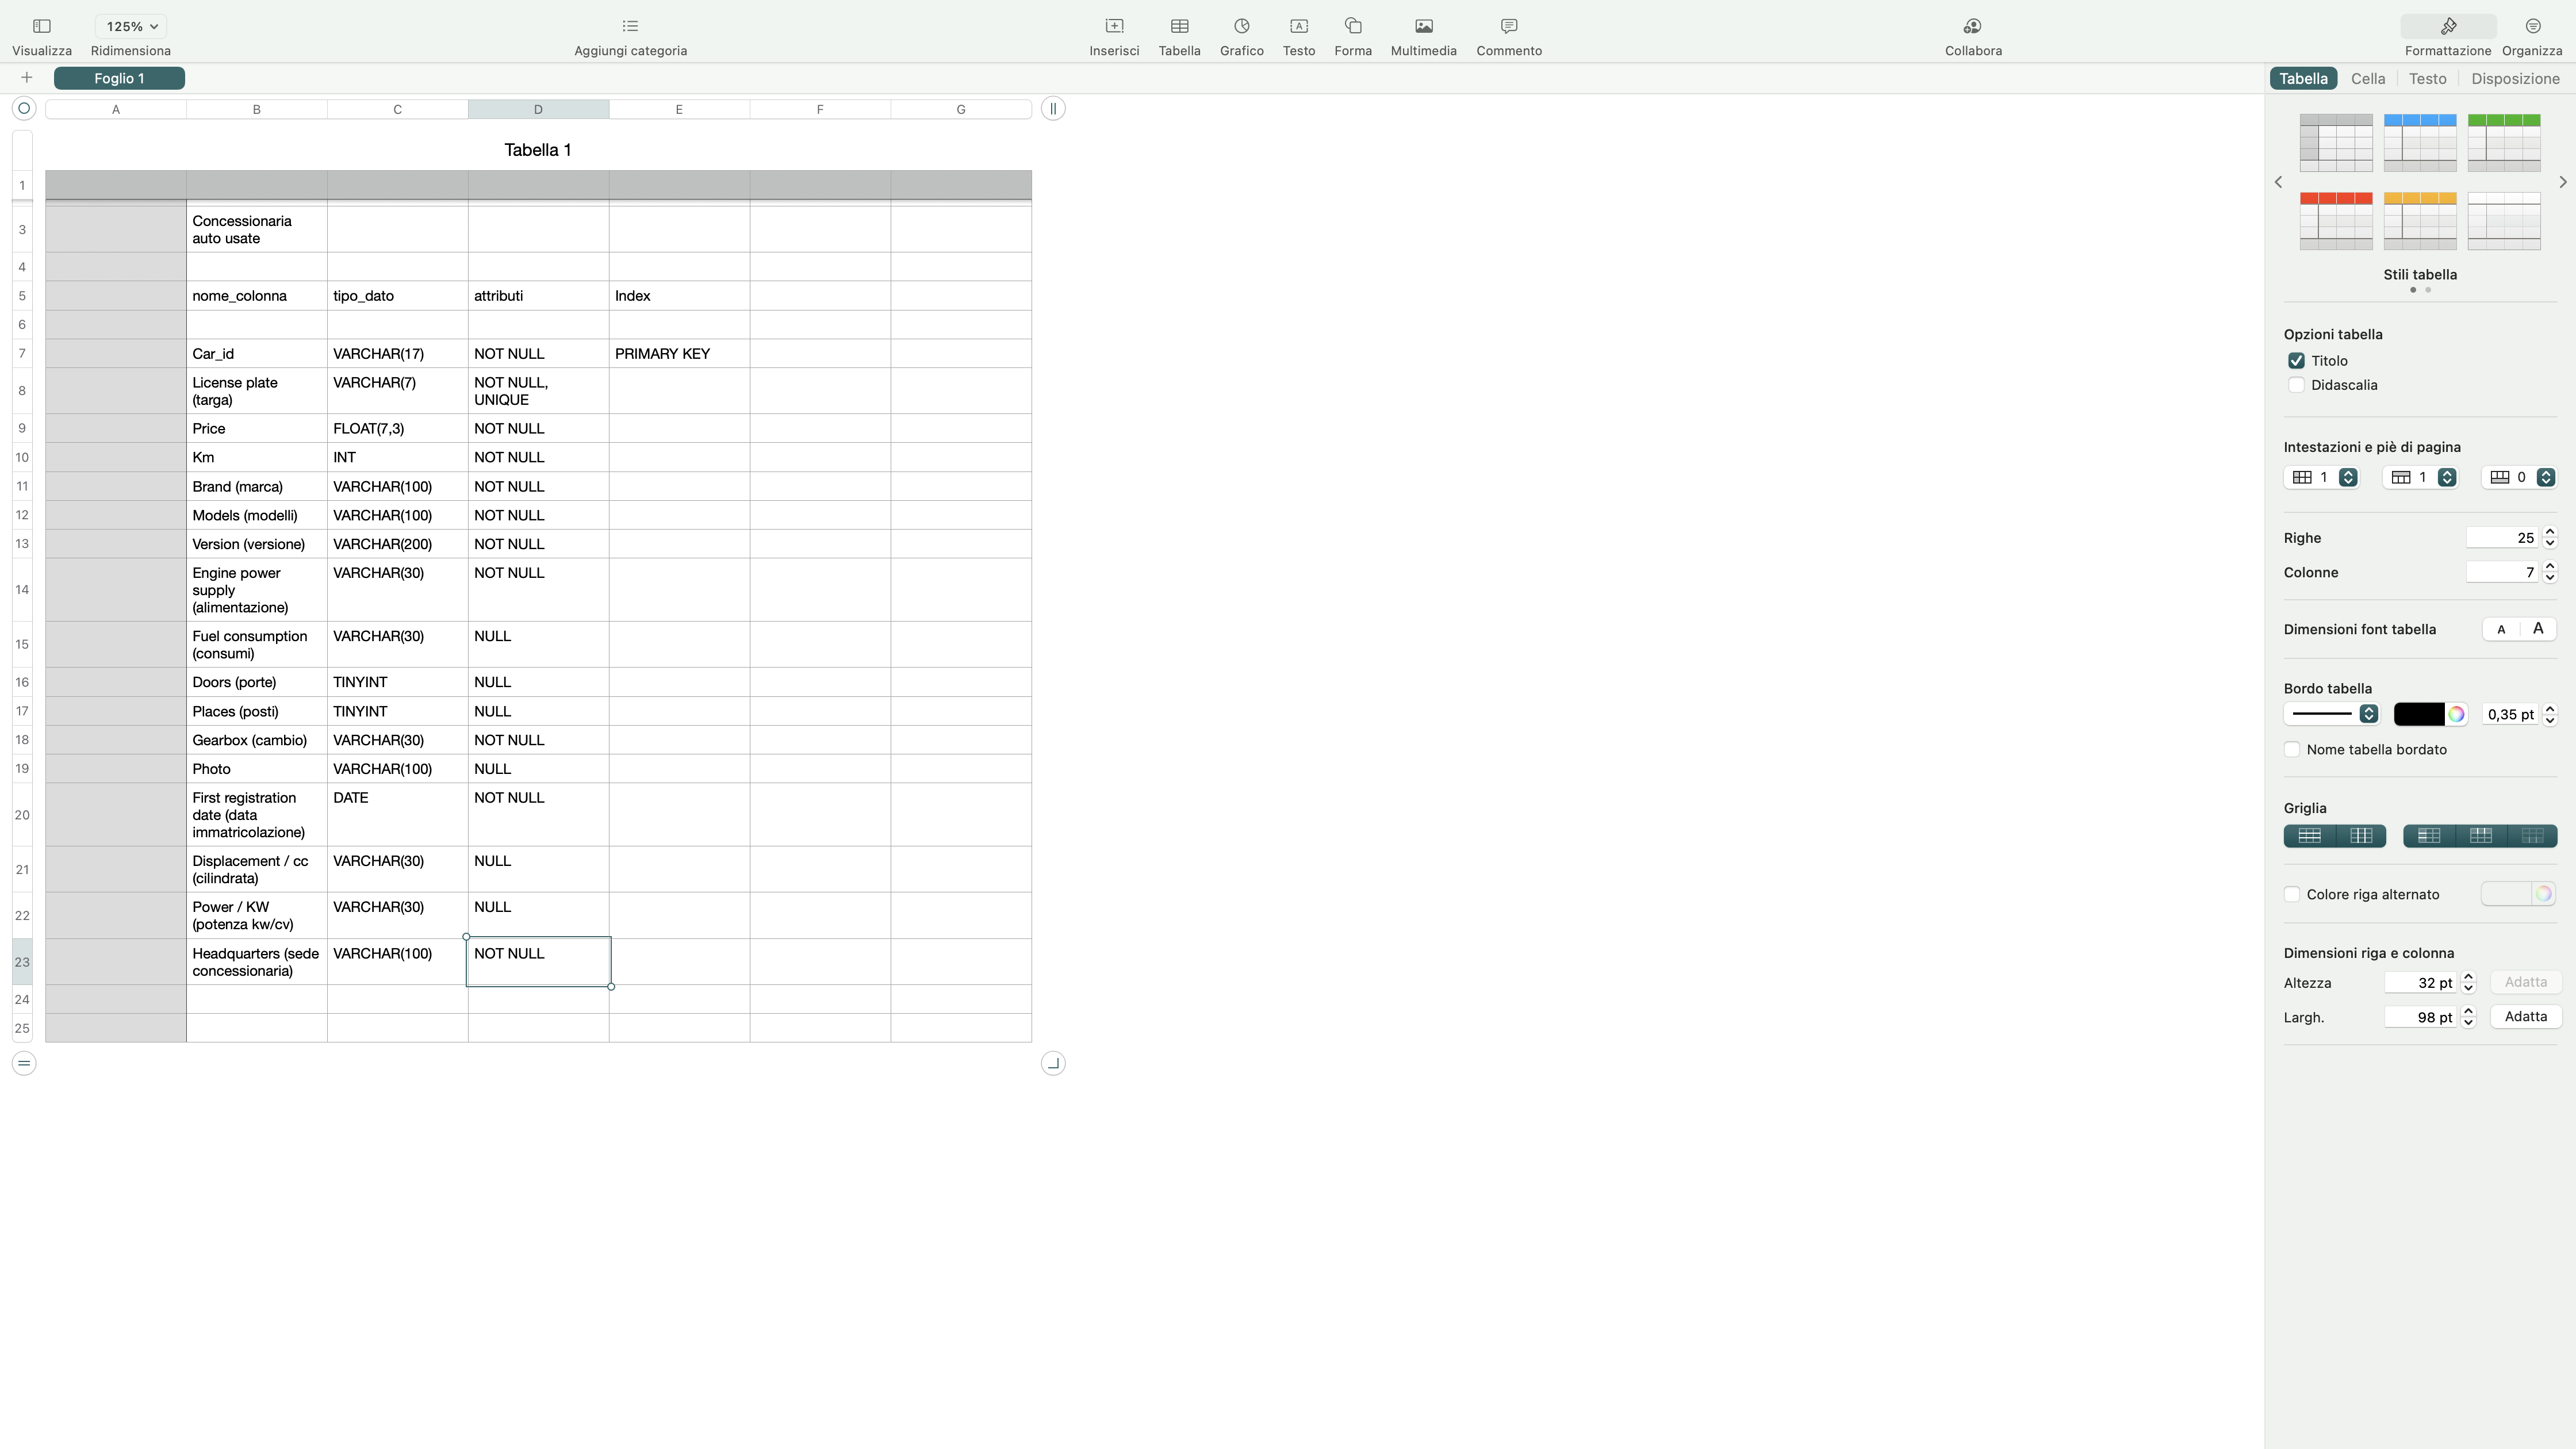 125%
Visualizza
Ridimensiona
Aggiungi categoria
Inserisci
Tabella
Grafico
Testo
Forma
Multimedia
Commento
Collabora
Formattazione
Organizza
Foglio 1
Tabella
Cella
Testo
Disposizione
A B C D E F G
Tabella 1
1
3 Concessionaria
auto usate
4
5 nome_colonna tipo_dato attributi Index
6
7 Car_id VARCHAR(17) NOT NULL PRIMARY KEY
8 License plate VARCHAR(7) NOT NULL,
(targa) UNIQUE
9 Price FLOAT(7,3) NOT NULL
10 Km INT NOT NULL
11 Brand (marca) VARCHAR(100) NOT NULL
12 Models (modelli) VARCHAR(100) NOT NULL
13 Version (versione) VARCHAR(200) NOT NULL
14 Engine power VARCHAR(30) NOT NULL
supply
(alimentazione)
15 Fuel consumption VARCHAR(30) NULL
(consumi)
16 Doors (porte) TINYINT NULL
17 Places (posti) TINYINT NULL
18 Gearbox (cambio) VARCHAR(30) NOT NULL
19 Photo VARCHAR(100) NULL
20 First registration DATE NOT NULL
date (data
immatricolazione)
21 Displacement / cc VARCHAR(30) NULL
(cilindrata)
22 Power / KW VARCHAR(30) NULL
(potenza kw/cv)
23 Headquarters (sede VARCHAR(100) NOT NULL
concessionaria)
24
25
Stili tabella
Opzioni tabella
Titolo
Didascalia
Intestazioni e piè di pagina
1 1 0
Righe 25
Colonne 7
Dimensioni font tabella A A
Bordo tabella
0,35 pt
Nome tabella bordato
Griglia
Colore riga alternato
Dimensioni riga e colonna
Altezza 32 pt Adatta
Largh. 98 pt Adatta